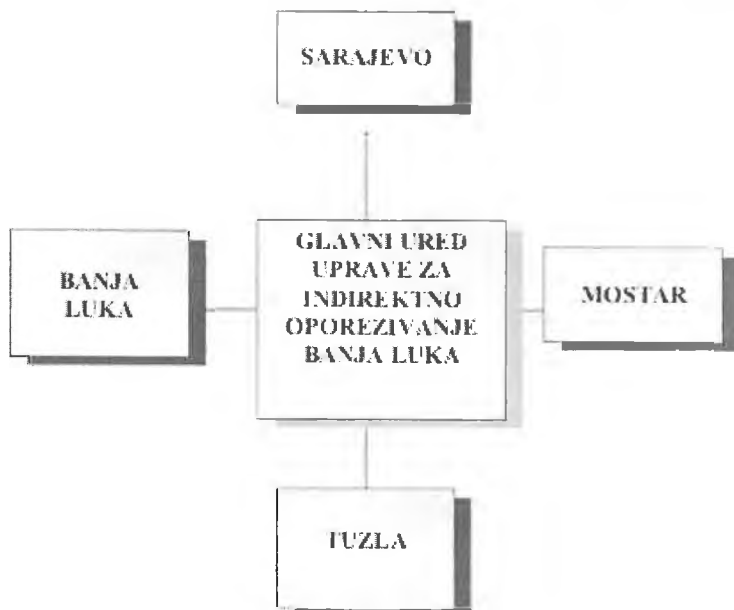 SARAJEVO
BANJA
LUKA
GLAVNI URED
UPRAVE ZA
INDIREKTNO
OPOREZIVANJE
BANJA LUKA
MOSTAR
TUZLA